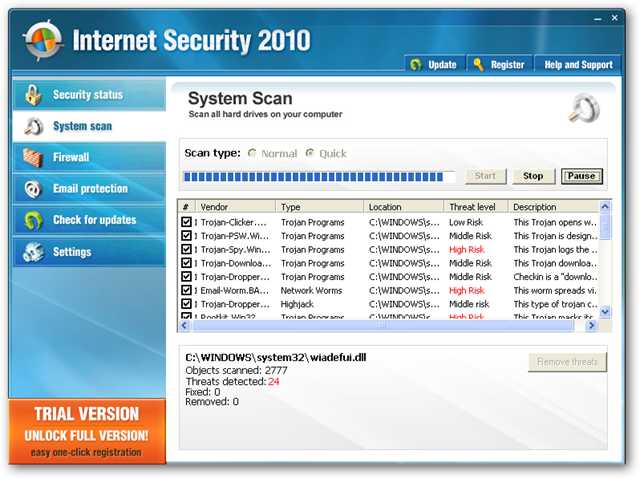 Internet Security 2010
Update
Register
Help and Support
Security status
System scan
Firewall
Email protection
Check for updates
Settings
TRIAL VERSION
UNLOCK FULL VERSION!
easy one-click registration
System Scan
Scan all hard drives on your computer
Scan type: Normal Quick
Start Stop Pause
# Vendor Type Location Threat level Description
Trojan-Clicker.... Trojan Programs C:\WINDOWS\s... Low Risk This Trojan opens w...
Trojan-PSW.Wi... Trojan Programs C:\WINDOWS\s... Middle Risk This Trojan is design...
Trojan-Spy.Win... Trojan Programs C:\WINDOWS\s... High Risk This Trojan logs the ...
Trojan-Downloa... Trojan Programs C:\WINDOWS\s... Middle Risk This Trojan downloa...
Trojan-Dropper... Trojan Programs C:\WINDOWS\s... Middle Risk Checkin is a "downlo...
Email-Worm.BA... Network Worms C:\WINDOWS\s... High Risk This worm spreads vi...
Trojan-Dropper... Highjack C:\WINDOWS\s... Middle risk This type of trojan c...
Rootkit.Win32.... Trojan Programs C:\WINDOWS\s... High Risk This Trojan masks its...
C:\WINDOWS\system32\wiadefui.dll
Objects scanned: 2777
Threats detected: 24
Fixed: 0
Removed: 0
Remove threats